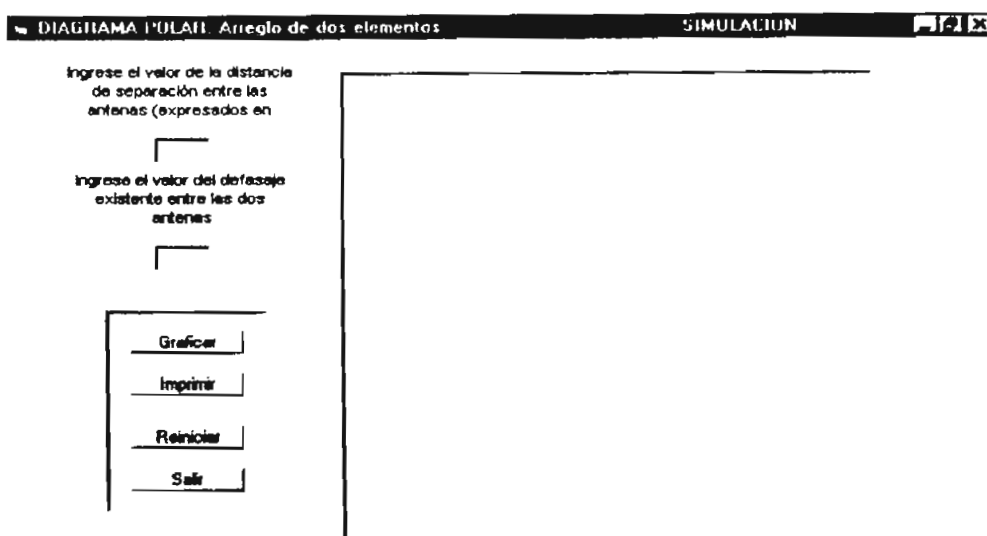 DIAGRAMA POLAR. Arreglo de dos elementos SIMULACION
Ingrese el valor de la distancia
de separación entre las
antenas (expresados en
Ingrese el valor del defasaje
existente entre las dos
antenas
Graficar
Imprimir
Reiniciar
Salir